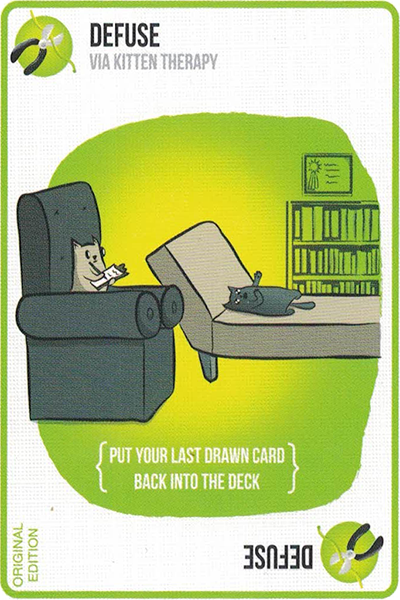 DEFUSE
VIA KITTEN THERAPY
PUT YOUR LAST DRAWN CARD
BACK INTO THE DECK
ORIGINAL
EDITION
DEFUSE